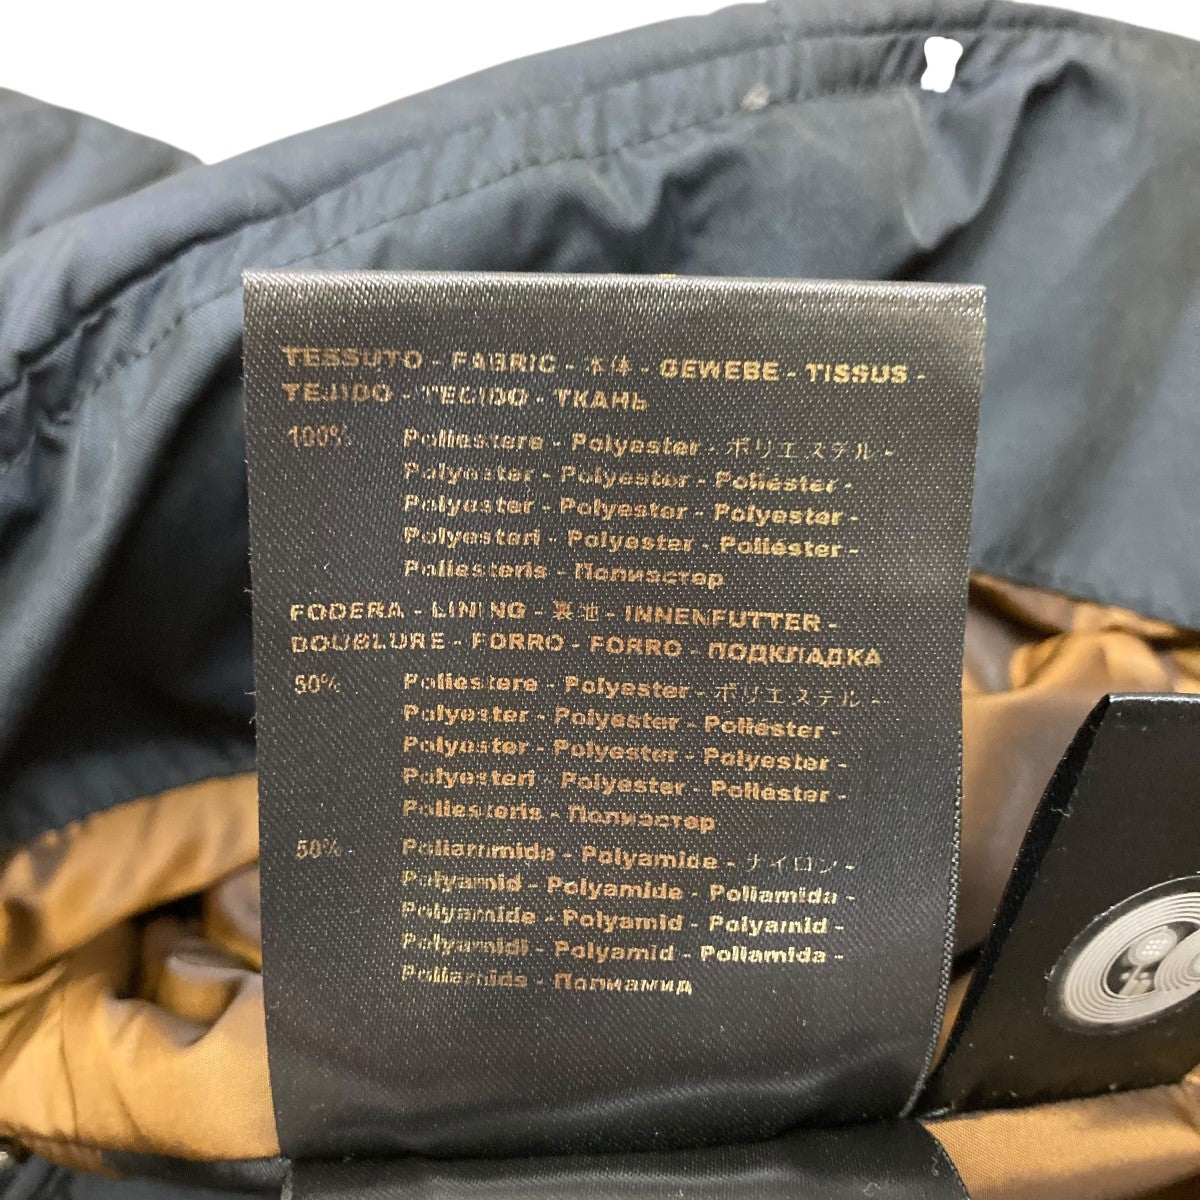 TESSUTO - FABRIC - 本体 - GEWEBE - TISSUS -
TEJIDO - TECIDO - ТКАНЬ
100% Poliestere - Polyester - ポリエステル -
Polyester - Polyester - Poliéster -
Polyester - Polyester - Polyester -
Polyesteri - Polyester - Poliéster -
Poliesteris - Полиэстер
FODERA - LINING - 裏地 - INNENFUTTER -
DOUBLURE - FORRO - FORRO - ПОДКЛАДКА
50% Poliestere - Polyester - ポリエステル -
Polyester - Polyester - Poliéster -
Polyester - Polyester - Polyester -
Polyesteri - Polyester - Poliéster -
Poliesteris - Полиэстер
50% Poliammide - Polyamide - ナイロン -
Polyamid - Polyamide - Poliamida -
Polyamide - Polyamid - Polyamid -
Polyamidi - Polyamid - Poliamida -
Poliamids - Полиамид